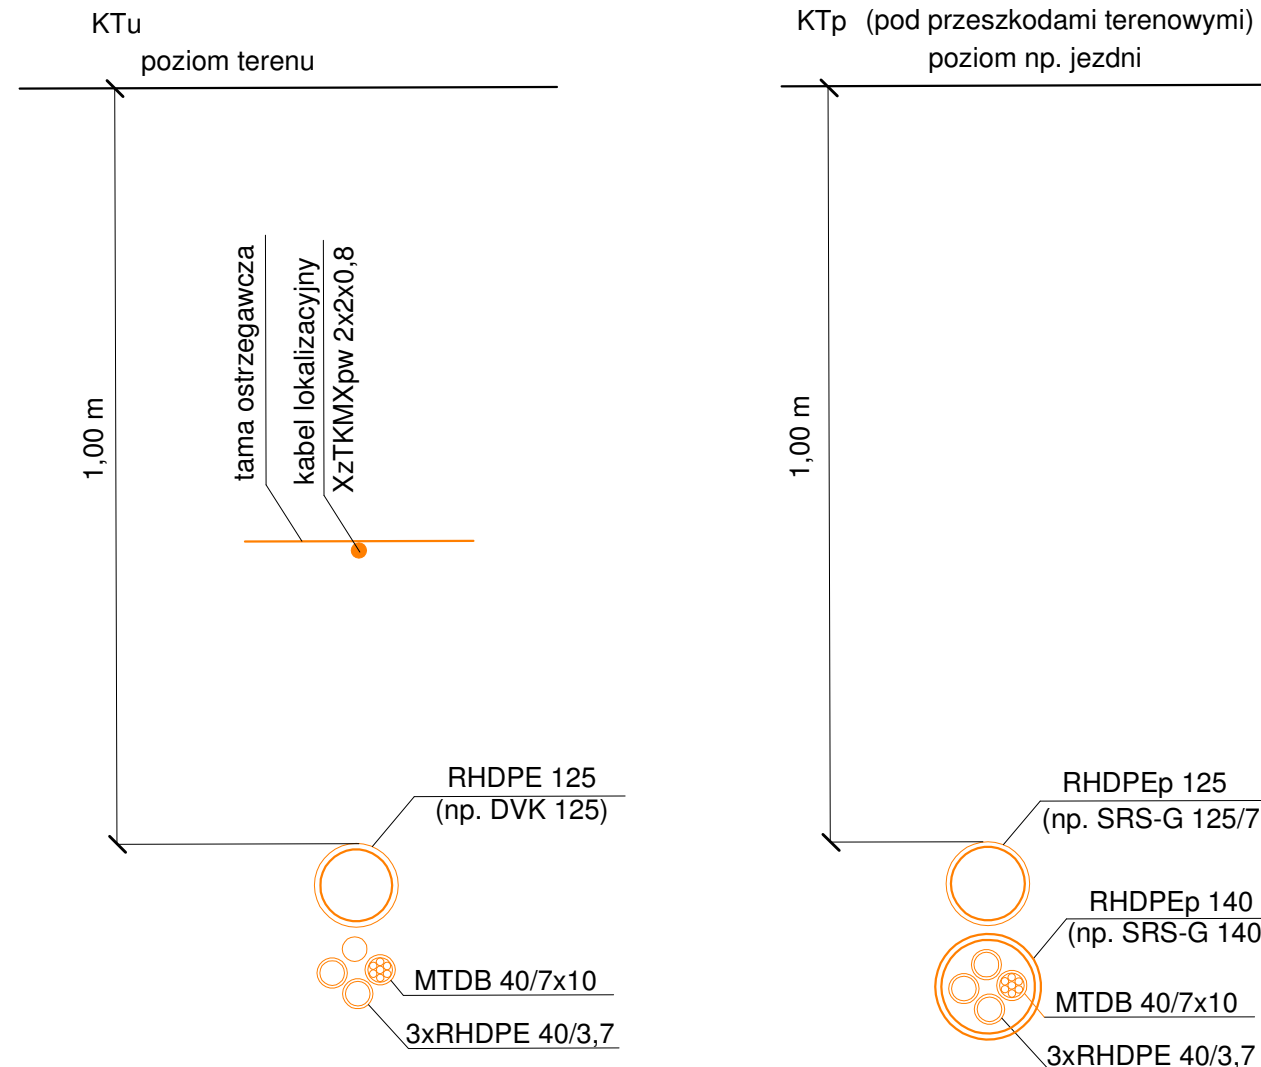 KTu
poziom terenu
1,00 m
tama ostrzegawcza
kabel lokalizacyjny
XzTKMXpw 2x2x0,8
RHDPE 125
(np. DVK 125)
MTDB 40/7x10
3xRHDPE 40/3,7
KTp (pod przeszkodami terenowymi)
poziom np. jezdni
1,00 m
RHDPEp 125
(np. SRS-G 125/7
RHDPEp 140
(np. SRS-G 140
MTDB 40/7x10
3xRHDPE 40/3,7